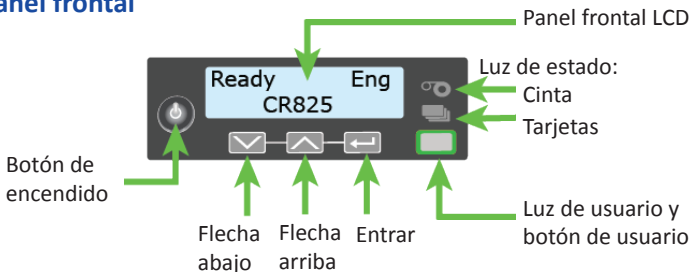 Panel frontal
Panel frontal LCD
Ready Eng
CR825
Luz de estado:
Cinta
Tarjetas
Botón de
encendido
Flecha
abajo
Flecha
arriba
Entrar
Luz de usuario y
botón de usuario